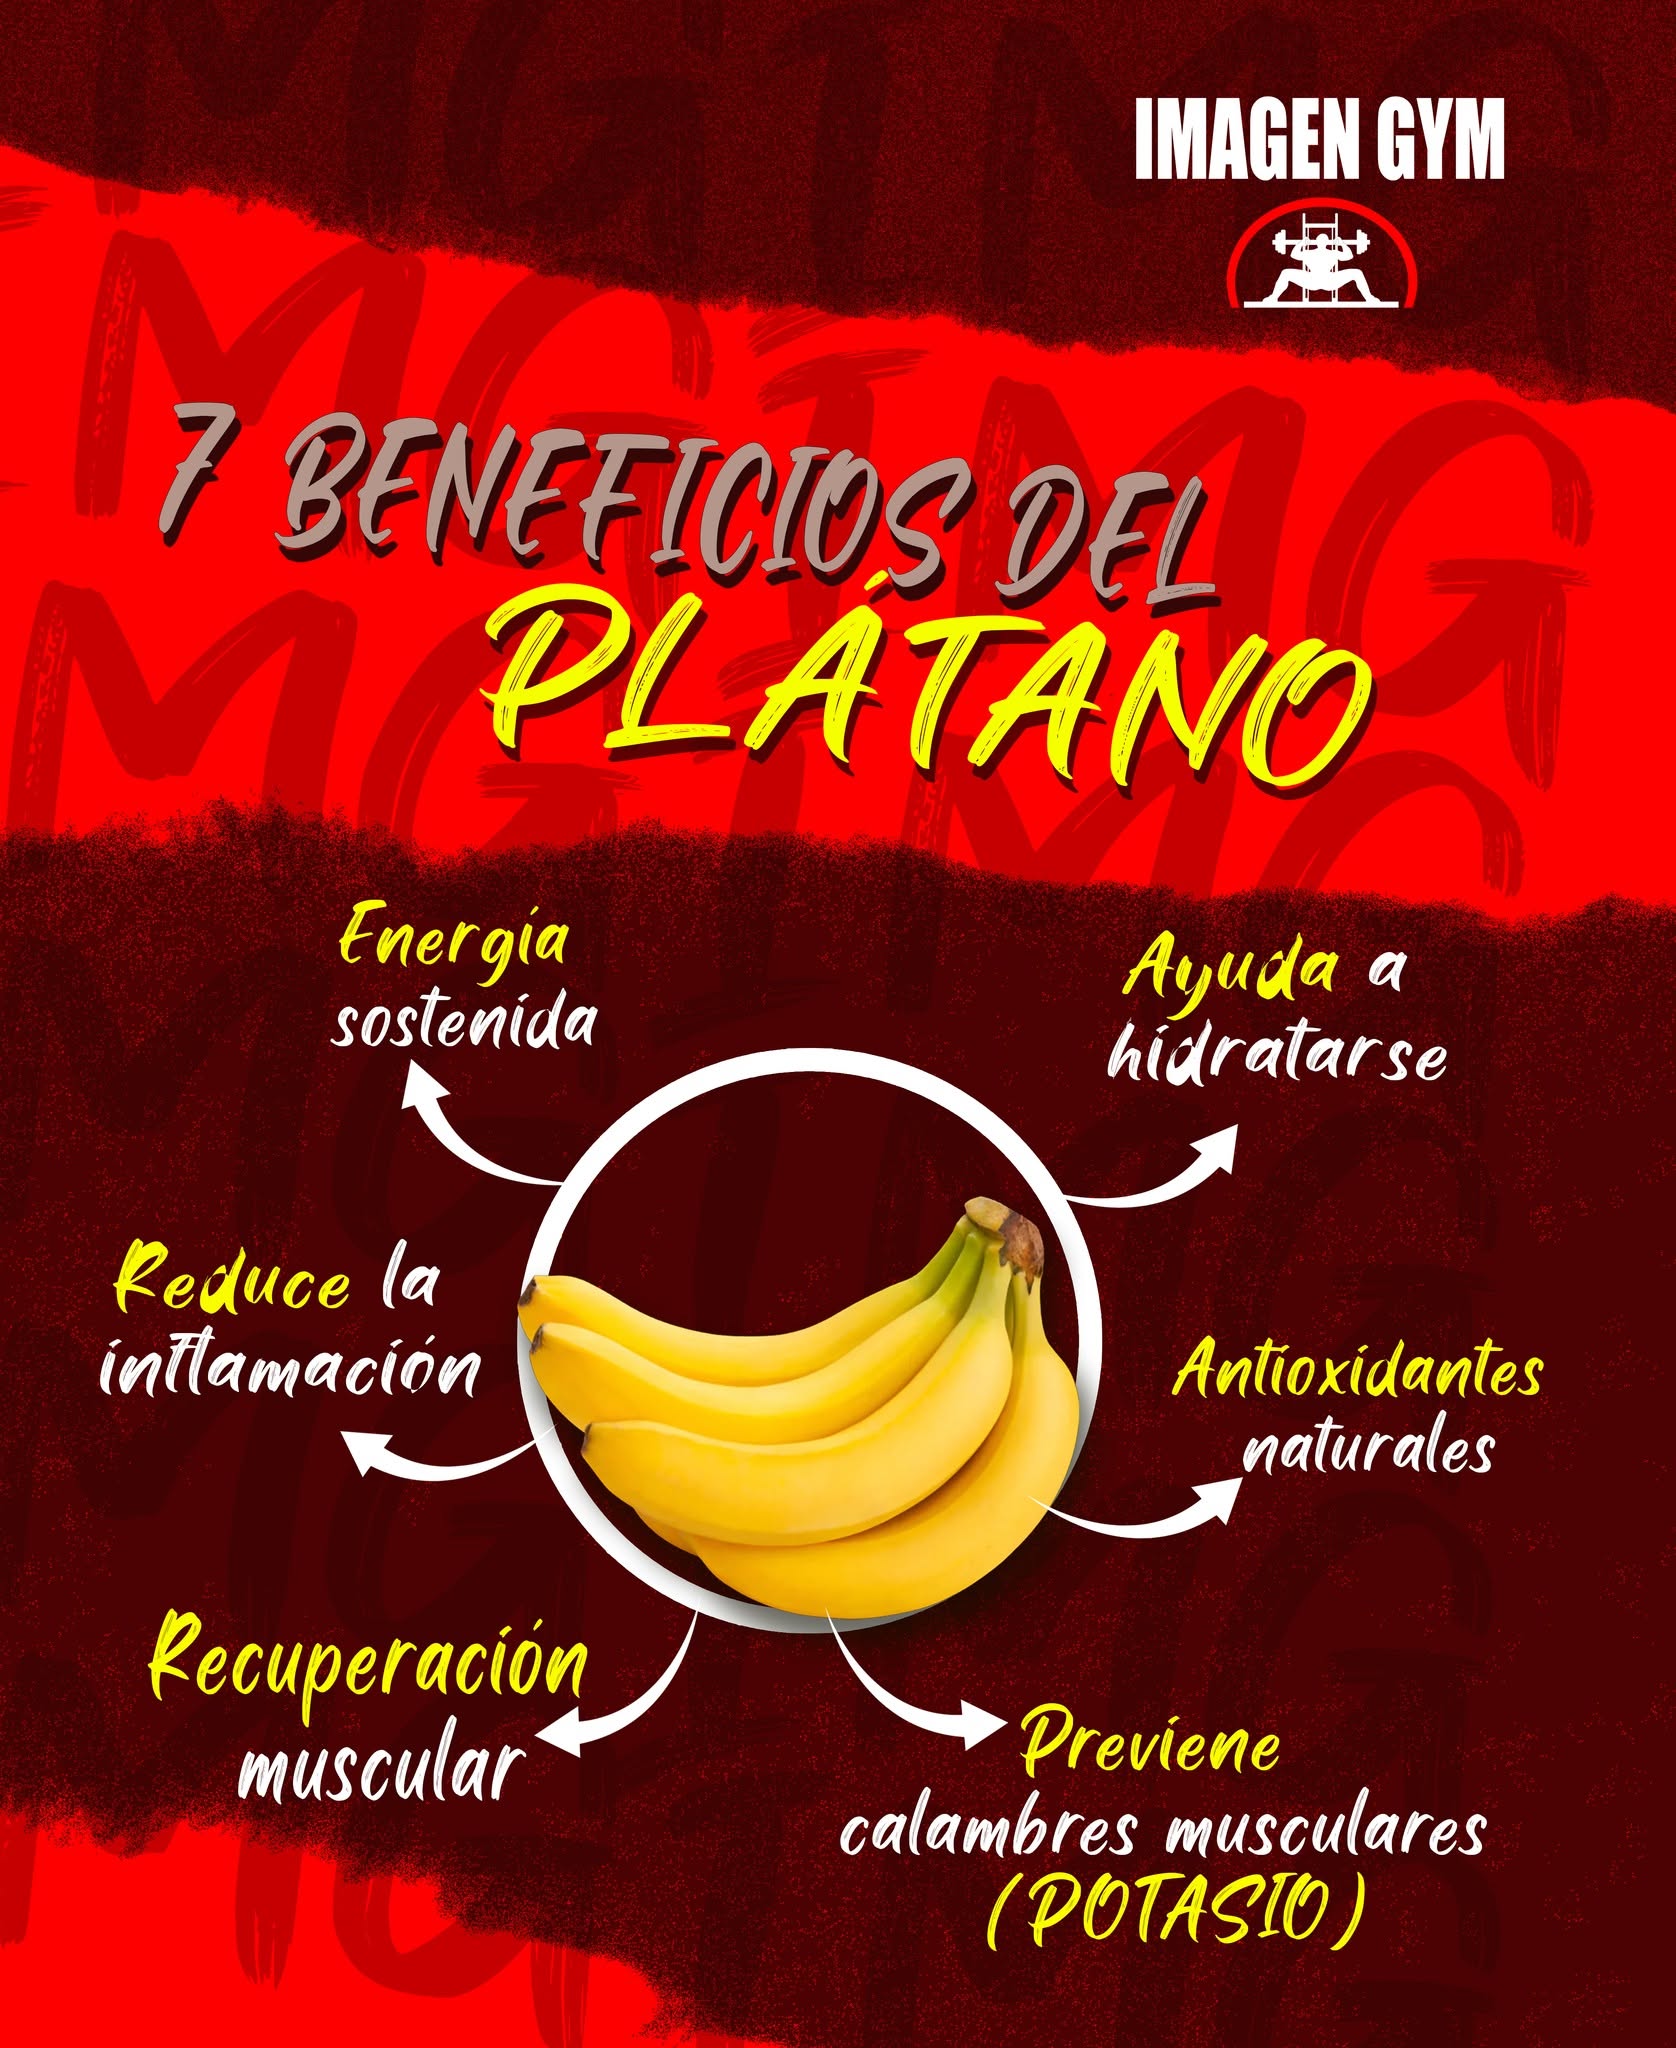 IMAGEN GYM
7 BENEFICIOS DEL
PLÁTANO
Energía
sostenida
Ayuda a
hidratarse
Reduce la
inflamación
Antioxidantes
naturales
Recuperación
muscular
Previene
calambres musculares
(POTASIO)